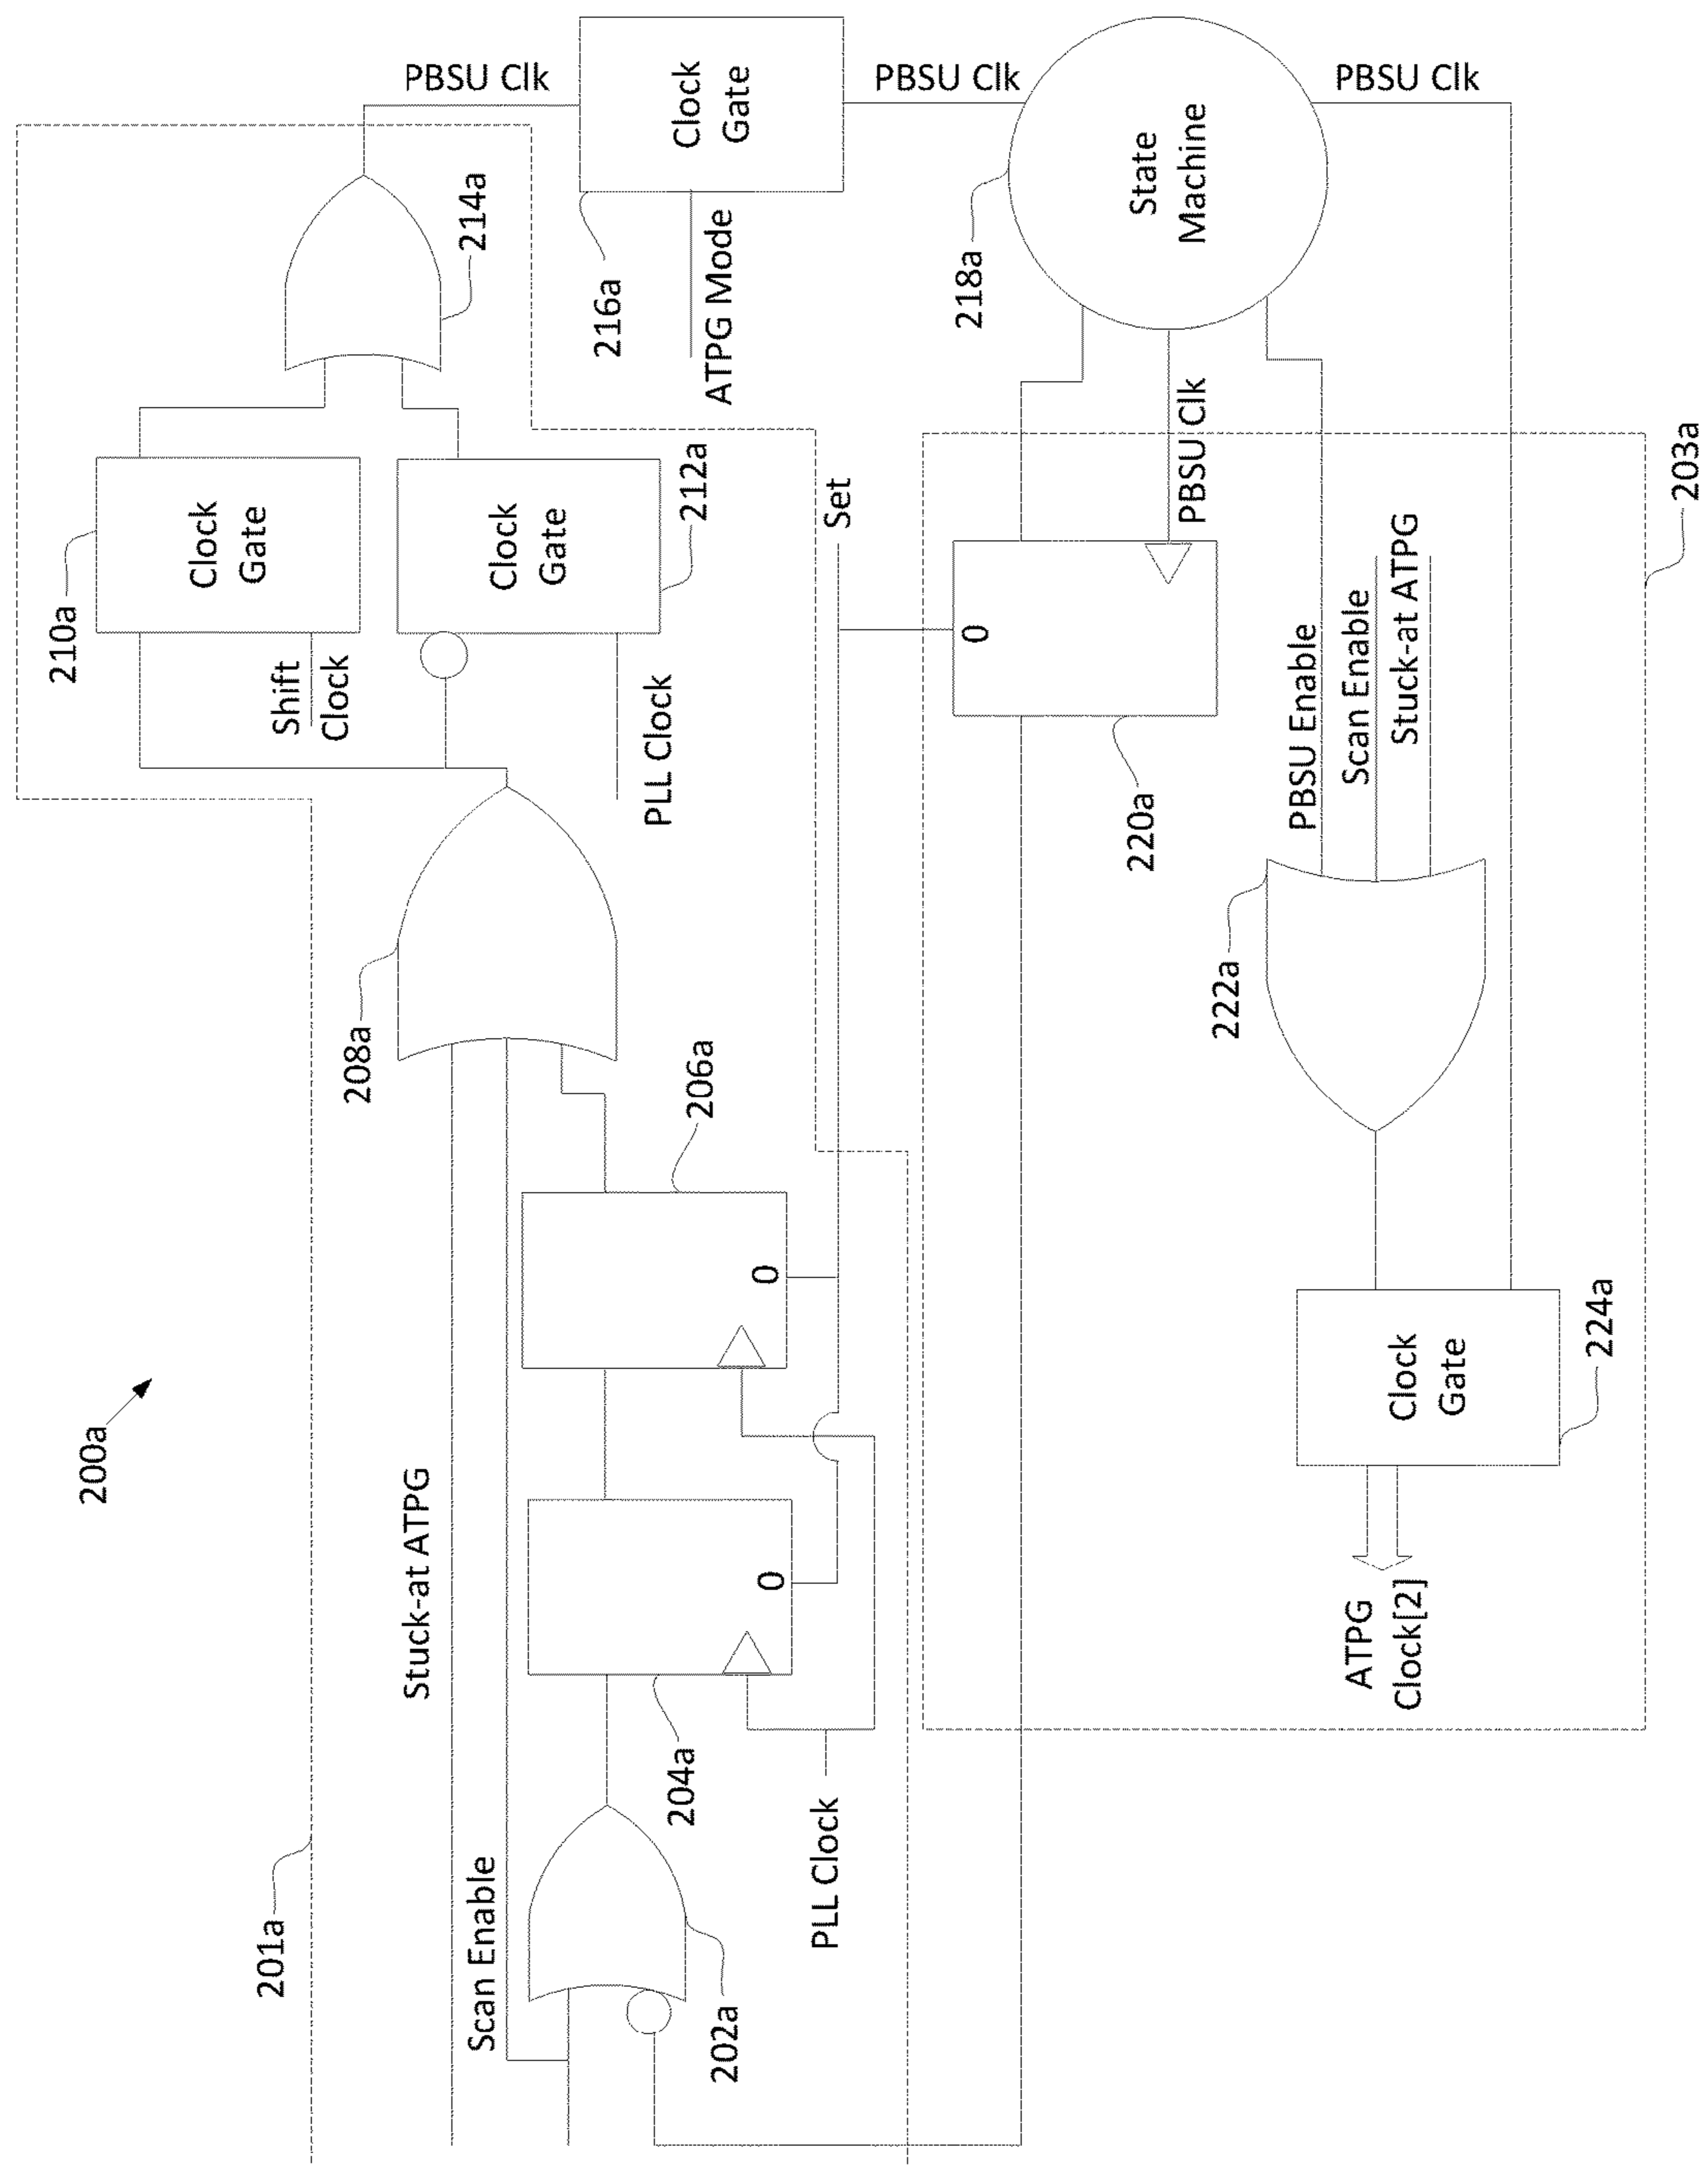 200a
201a
Stuck-at ATPG
Scan Enable
202a
204a
0
PLL Clock
206a
0
208a
210a
Clock
Gate
Shift
Clock
Clock
Gate
212a
PLL Clock
214a
PBSU Clk
Clock
Gate
216a
ATPG Mode
PBSU Clk
State
Machine
218a
PBSU Clk
PBSU Clk
Set
0
220a
PBSU Enable
Scan Enable
Stuck-at ATPG
222a
Clock
Gate
224a
ATPG
Clock[2]
203a